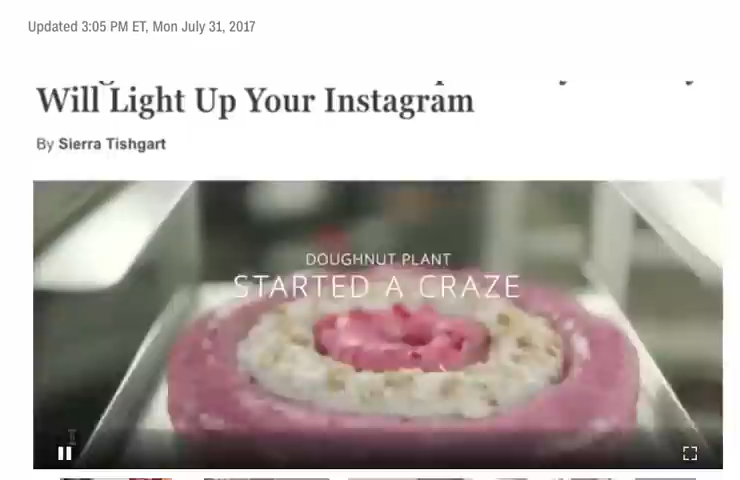 Updated 3:05 PM ET, Mon July 31, 2017
Will Light Up Your Instagram
By Sierra Tishgart
DOUGHNUT PLANT
STARTED A CRAZE